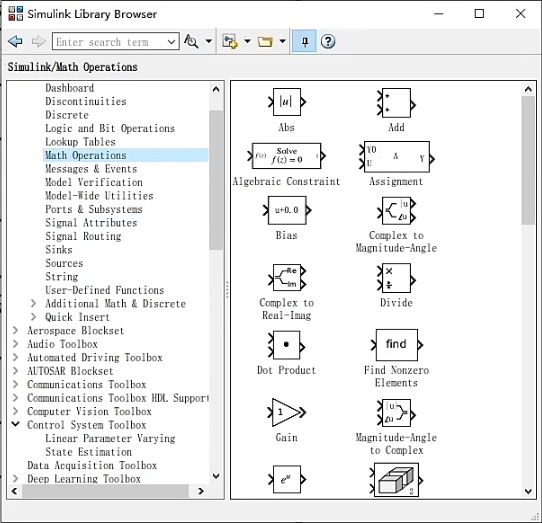 Simulink Library Browser
Enter search term
Simulink/Math Operations
Dashboard
Discontinuities
Discrete
Logic and Bit Operations
Lookup Tables
Math Operations
Messages & Events
Model Verification
Model-Wide Utilities
Ports & Subsystems
Signal Attributes
Signal Routing
Sinks
Sources
String
User-Defined Functions
Additional Math & Discrete
Quick Insert
Aerospace Blockset
Audio Toolbox
Automated Driving Toolbox
AUTOSAR Blockset
Communications Toolbox
Communications Toolbox HDL Support
Computer Vision Toolbox
Control System Toolbox
Linear Parameter Varying
State Estimation
Data Acquisition Toolbox
Deep Learning Toolbox
|u|
Abs
Add
f(z) Solve f(z) = 0 z
Algebraic Constraint
Y0 U A Y
Assignment
u+0.0
Bias
|u| ∠u
Complex to
Magnitude-Angle
Re Im
Complex to
Real-Imag
× ÷
Divide
Dot Product
find
Find Nonzero
Elements
1
Gain
|u| ∠u
Magnitude-Angle
to Complex
eᵘ
2